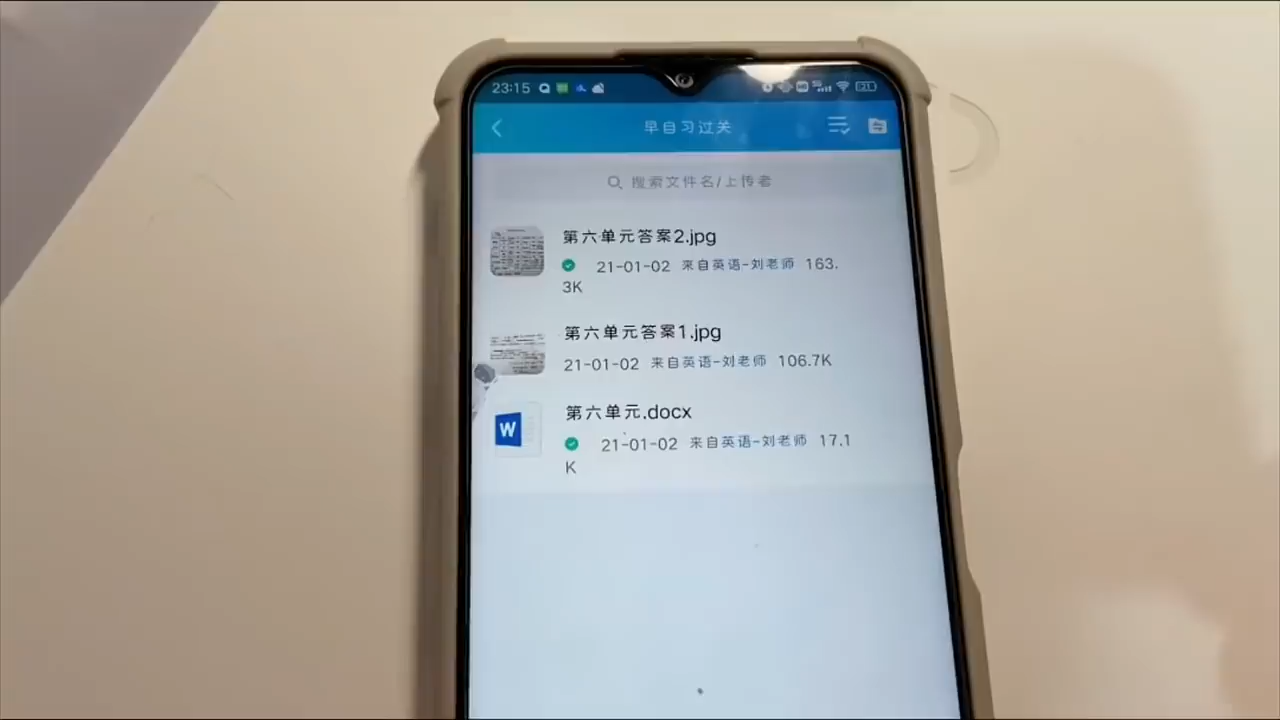 23:15
早自习过关
搜索文件名/上传者
第六单元答案2.jpg
21-01-02 来自英语-刘老师 163.
3K
第六单元答案1.jpg
21-01-02 来自英语-刘老师 106.7K
W
第六单元.docx
21-01-02 来自英语-刘老师 17.1
K